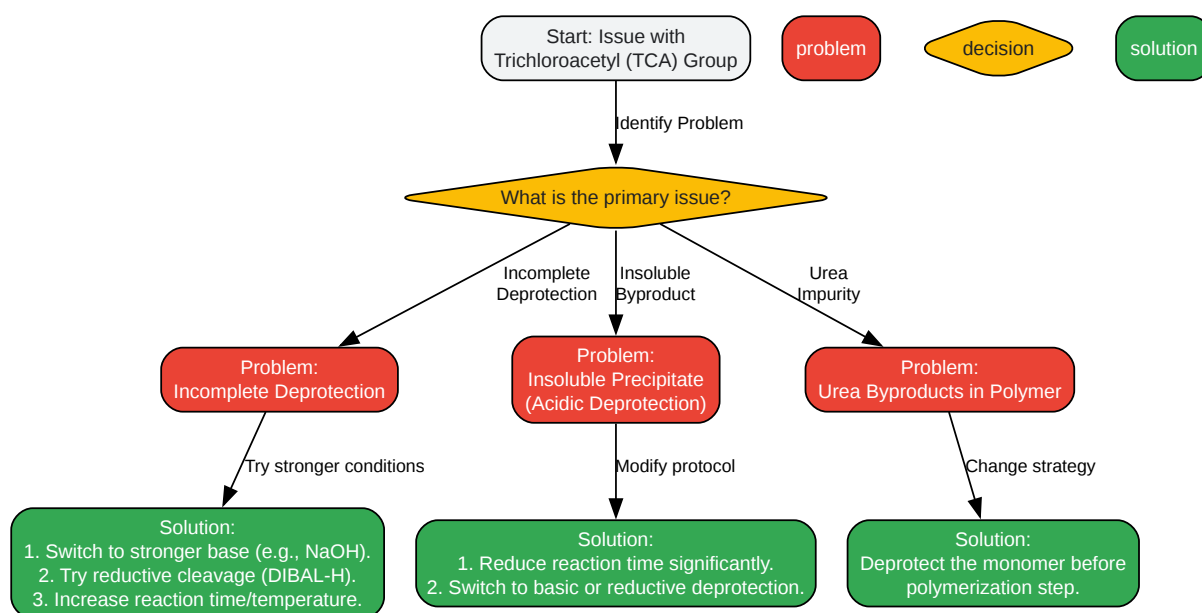 Start: Issue with
Trichloroacetyl (TCA) Group
problem
decision
solution
Identify Problem
What is the primary issue?
Incomplete
Deprotection
Insoluble
Byproduct
Urea
Impurity
Problem:
Incomplete Deprotection
Problem:
Insoluble Precipitate
(Acidic Deprotection)
Problem:
Urea Byproducts in Polymer
Try stronger conditions
Modify protocol
Change strategy
Solution:
1. Switch to stronger base (e.g., NaOH).
2. Try reductive cleavage (DIBAL-H).
3. Increase reaction time/temperature.
Solution:
1. Reduce reaction time significantly.
2. Switch to basic or reductive deprotection.
Solution:
Deprotect the monomer before
polymerization step.